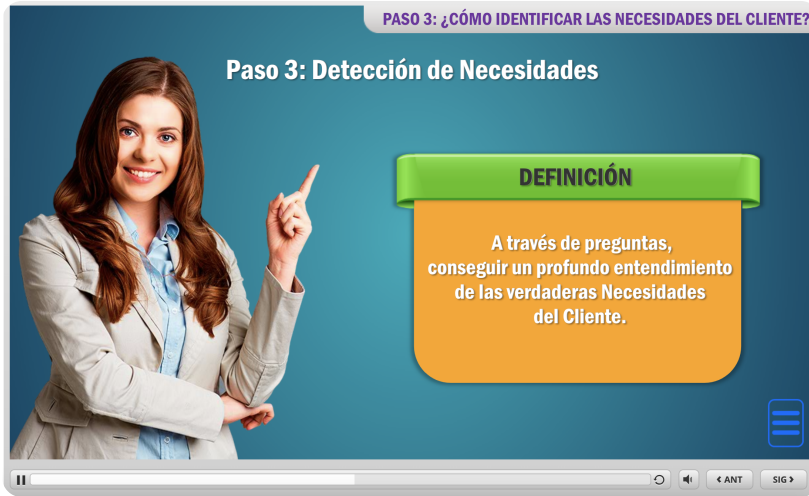 PASO 3: ¿CÓMO IDENTIFICAR LAS NECESIDADES DEL CLIENTE?
Paso 3: Detección de Necesidades
DEFINICIÓN
A través de preguntas,
conseguir un profundo entendimiento
de las verdaderas Necesidades
del Cliente.
ANT
SIG